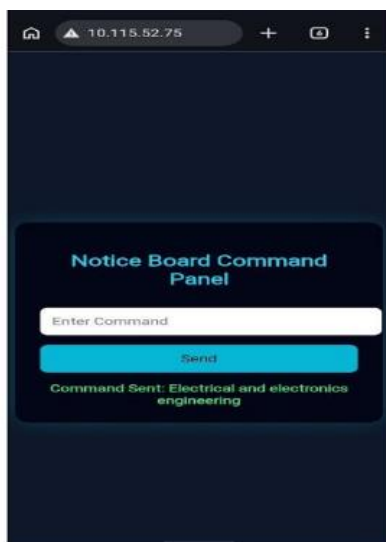 10.115.52.75
Notice Board Command
Panel
Enter Command
Send
Command Sent: Electrical and electronics
engineering